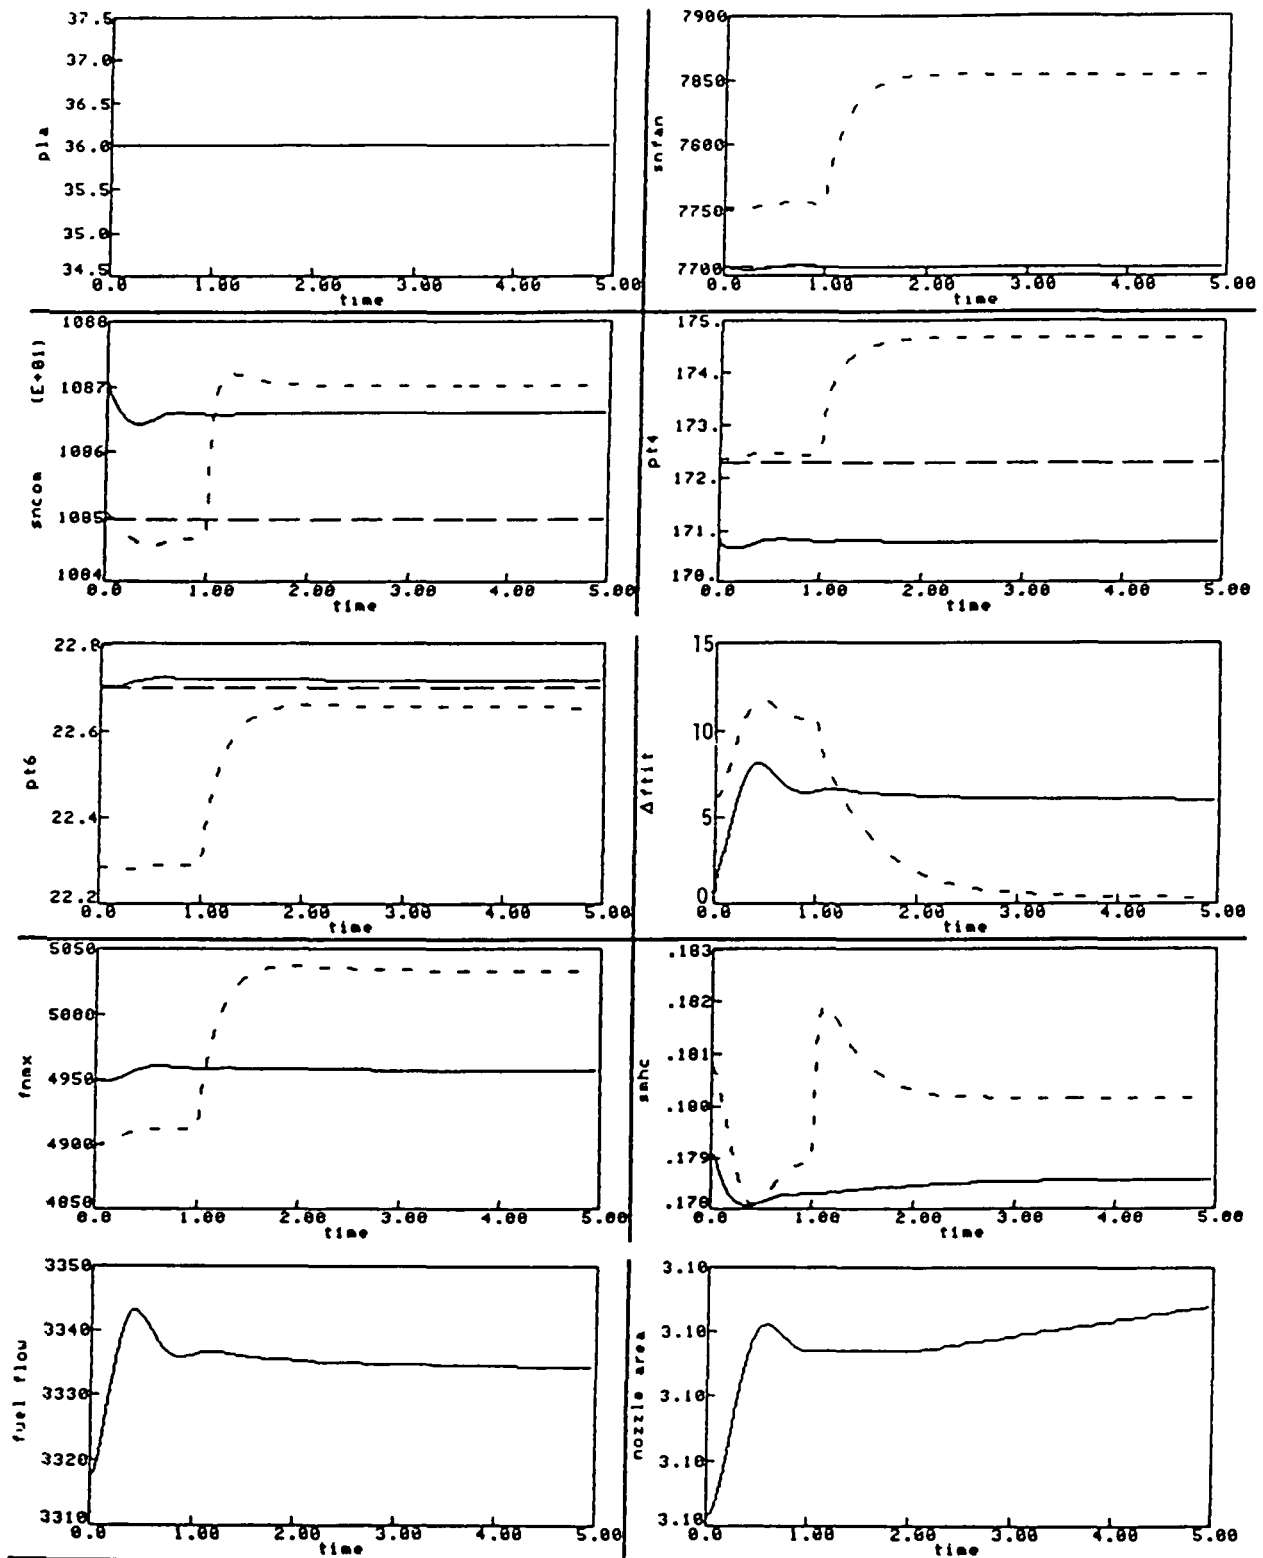 37.5
37.0
36.5
36.0
35.5
35.0
34.5
pla
0.0 1.00 2.00 3.00 4.00 5.00
time
7900
7850
7800
7750
7700
snfan
0.0 1.00 2.00 3.00 4.00 5.00
time
1088
1087
1086
1085
1084
sncom (E+01)
0.0 1.00 2.00 3.00 4.00 5.00
time
175.
174.
173.
172.
171.
170.
pt4
0.0 1.00 2.00 3.00 4.00 5.00
time
22.8
22.6
22.4
22.2
pt6
0.0 1.00 2.00 3.00 4.00 5.00
time
15
10
5
0
Δftit
0.0 1.00 2.00 3.00 4.00 5.00
time
5050
5000
4950
4900
4850
fnmx
0.0 1.00 2.00 3.00 4.00 5.00
time
.183
.182
.181
.180
.179
.178
smhc
0.0 1.00 2.00 3.00 4.00 5.00
time
3350
3340
3330
3320
3310
fuel flow
0.0 1.00 2.00 3.00 4.00 5.00
time
3.10
3.10
3.10
3.10
3.10
nozzle area
0.0 1.00 2.00 3.00 4.00 5.00
time